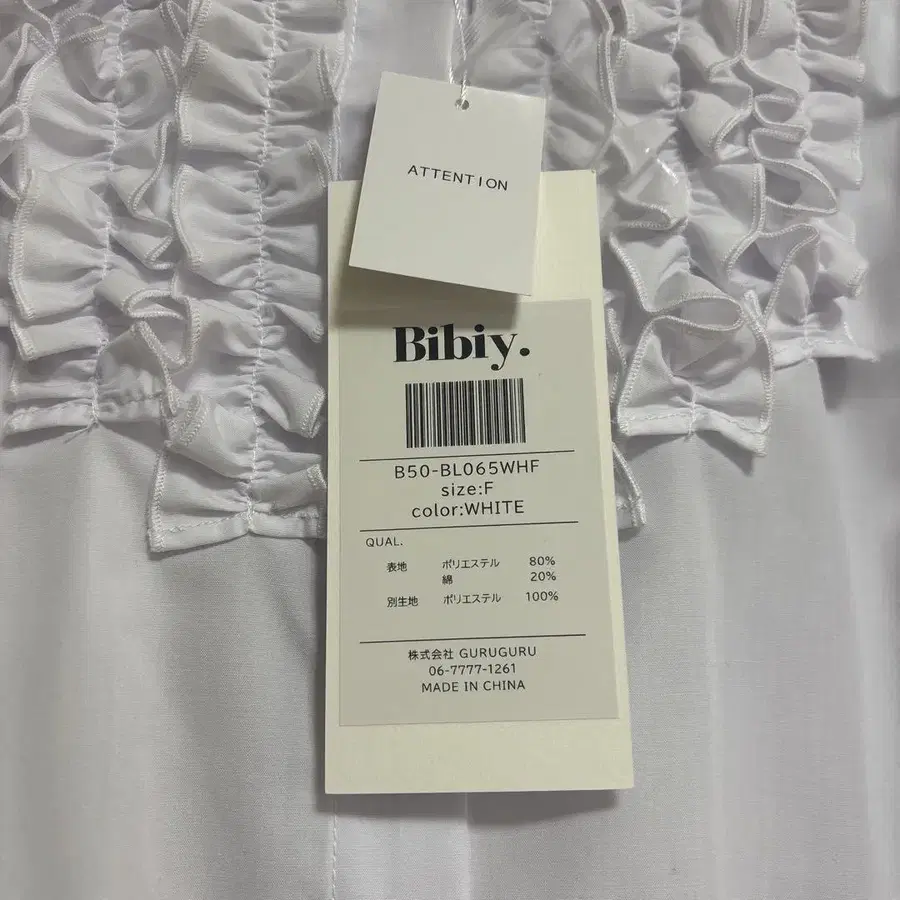 ATTENTION
Bibiy.
B50-BL065WHF
size:F
color:WHITE
QUAL.
表地 ポリエステル 80%
綿 20%
別生地 ポリエステル 100%
株式会社 GURUGURU
06-7777-1261
MADE IN CHINA